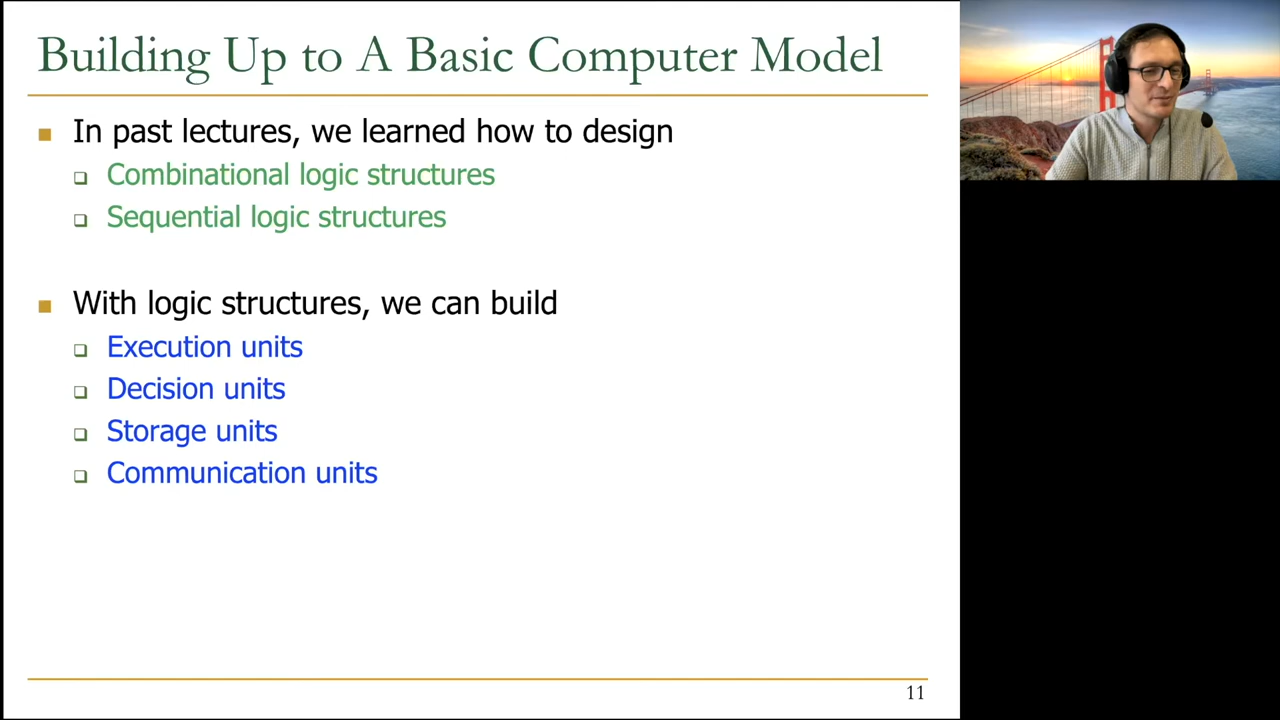 Building Up to A Basic Computer Model
In past lectures, we learned how to design
Combinational logic structures
Sequential logic structures
With logic structures, we can build
Execution units
Decision units
Storage units
Communication units
11